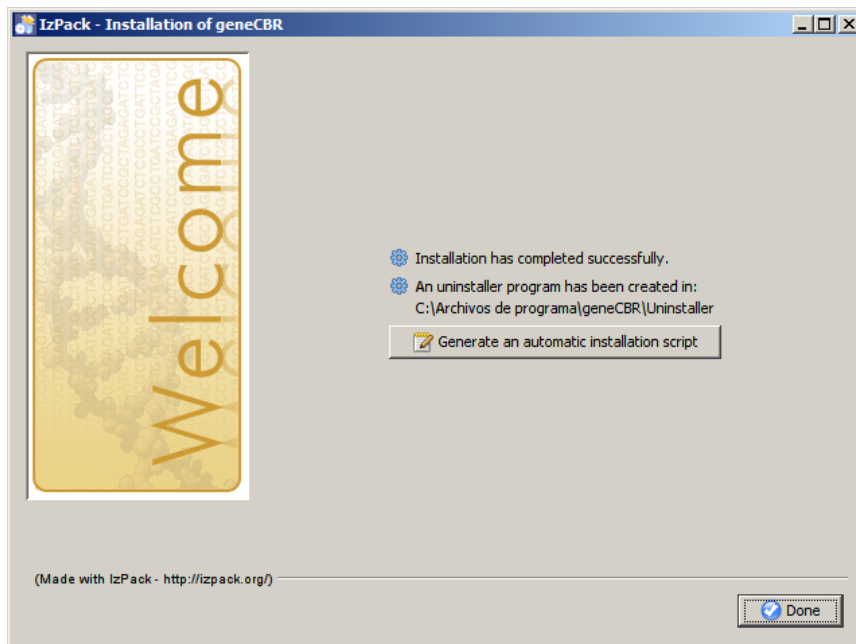 IzPack - Installation of geneCBR
Welcome
Installation has completed successfully.
An uninstaller program has been created in:
C:\Archivos de programa\geneCBR\Uninstaller
Generate an automatic installation script
(Made with IzPack - http://izpack.org/)
Done